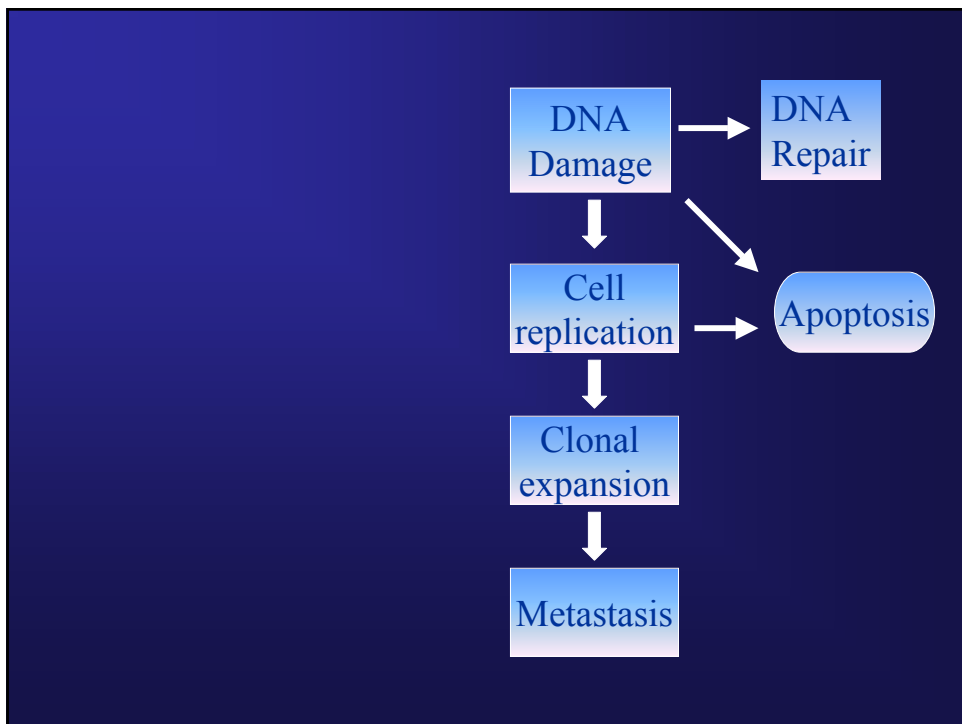 DNA
Damage
DNA
Repair
Cell
replication
Apoptosis
Clonal
expansion
Metastasis